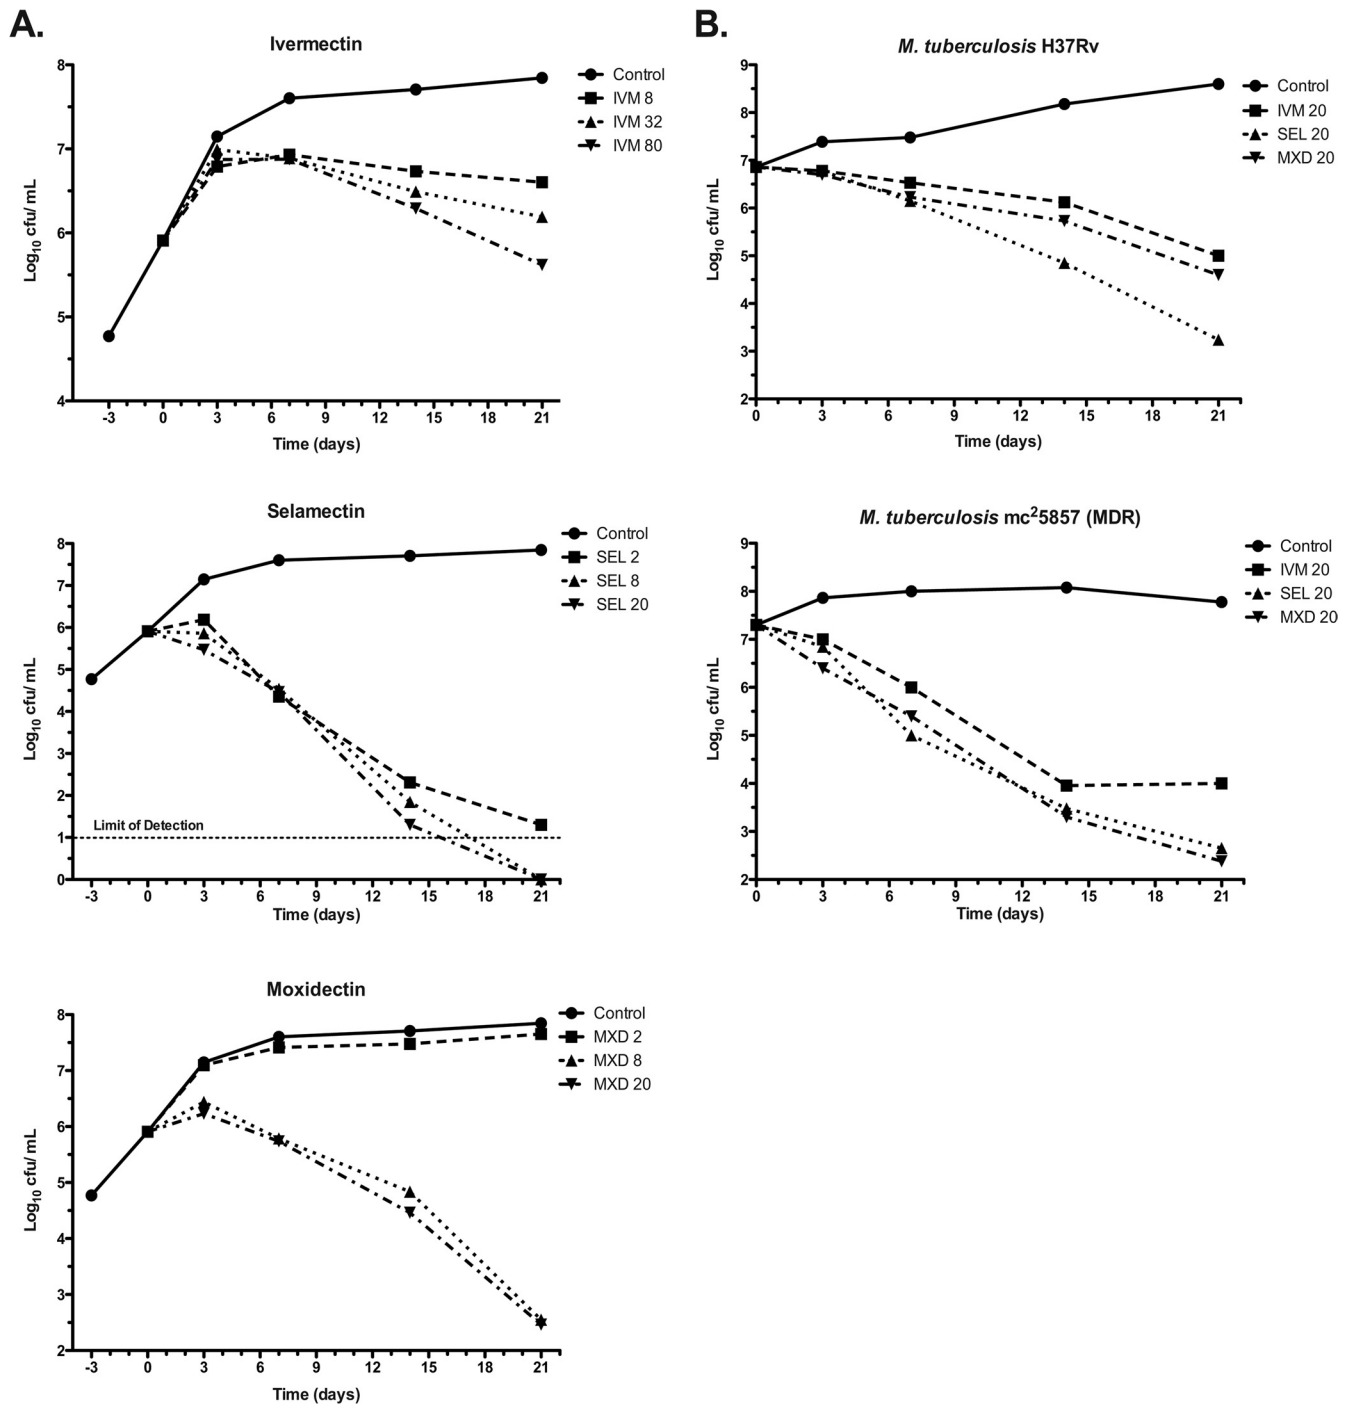 A.
Ivermectin
8
7
6
5
4
-3 0 3 6 9 12 15 18 21
Log10 cfu/ mL
Time (days)
Control
IVM 8
IVM 32
IVM 80
Selamectin
8
7
6
5
4
3
2
1
0
-3 0 3 6 9 12 15 18 21
Log10 cfu/ mL
Time (days)
Limit of Detection
Control
SEL 2
SEL 8
SEL 20
Moxidectin
8
7
6
5
4
3
2
-3 0 3 6 9 12 15 18 21
Log10 cfu/ mL
Time (days)
Control
MXD 2
MXD 8
MXD 20
B.
M. tuberculosis H37Rv
9
8
7
6
5
4
3
2
0 3 6 9 12 15 18 21
Log10 cfu/ mL
Time (days)
Control
IVM 20
SEL 20
MXD 20
M. tuberculosis mc²5857 (MDR)
9
8
7
6
5
4
3
2
0 3 6 9 12 15 18 21
Log10 cfu/ mL
Time (days)
Control
IVM 20
SEL 20
MXD 20